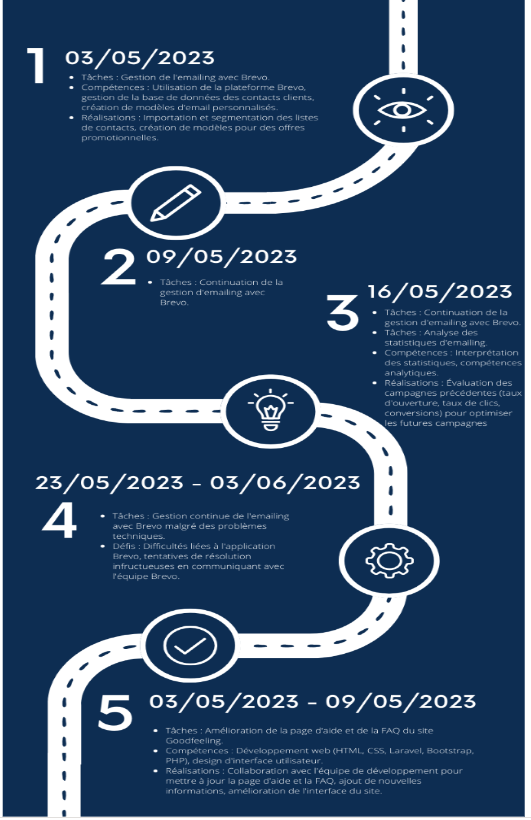 1
03/05/2023
• Tâches : Gestion de l'emailing avec Brevo.
• Compétences : Utilisation de la plateforme Brevo,
gestion de la base de données des contacts clients,
création de modèles d'email personnalisés.
• Réalisations : Importation et segmentation des listes
de contacts, création de modèles pour des offres
promotionnelles.
2
09/05/2023
• Tâches : Continuation de la
gestion d'emailing avec
Brevo.
3
16/05/2023
• Tâches : Continuation de la
gestion d'emailing avec Brevo.
• Tâches : Analyse des
statistiques d'emailing.
• Compétences : Interprétation
des statistiques, compétences
analytiques.
• Réalisations : Évaluation des
campagnes précédentes (taux
d'ouverture, taux de clics,
conversions) pour optimiser
les futures campagnes
23/05/2023 - 03/06/2023
4
• Tâches : Gestion continue de l'emailing
avec Brevo malgré des problèmes
techniques.
• Défis : Difficultés liées à l'application
Brevo, tentatives de résolution
infructueuses en communiquant avec
l'équipe Brevo.
5
03/05/2023 - 09/05/2023
• Tâches : Amélioration de la page d'aide et de la FAQ du site
Goodfeeling.
• Compétences : Développement web (HTML, CSS, Laravel, Bootstrap,
PHP), design d'interface utilisateur.
• Réalisations : Collaboration avec l'équipe de développement pour
mettre à jour la page d'aide et la FAQ, ajout de nouvelles
informations, amélioration de l'interface du site.